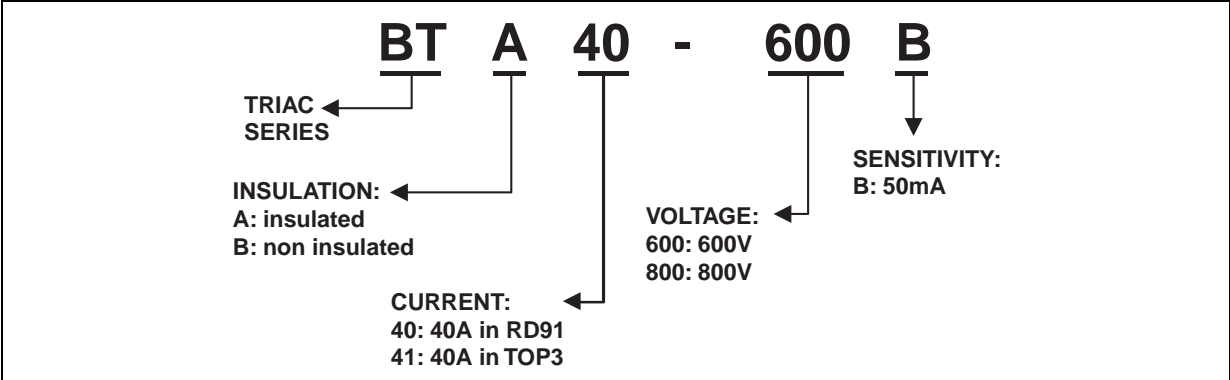 BT A 40 - 600 B
TRIAC
SERIES
INSULATION:
A: insulated
B: non insulated
CURRENT:
40: 40A in RD91
41: 40A in TOP3
VOLTAGE:
600: 600V
800: 800V
SENSITIVITY:
B: 50mA